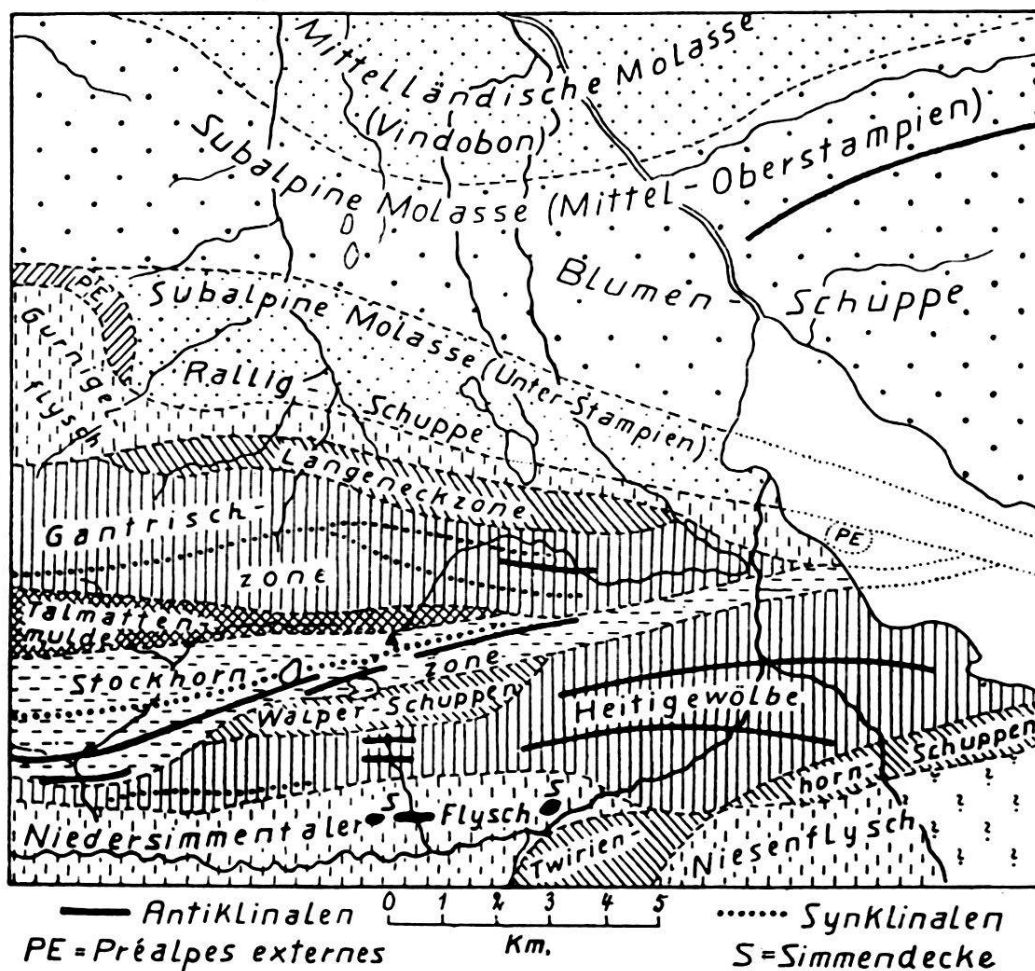 Mittelländische Molasse
(Vindobon)
Subalpine Molasse (Mittel-Oberstampien)
Blumen-Schuppe
PE
Subalpine Molasse (Unter-Stampien)
Gurnigel
flysch
Rallig-Schuppe
Langeneckzone
Gantrisch-
zone
(PE)
Talmatten-
mulde
Stockhorn-zone
Walper Schuppen
Heitigewölbe
S
S
Niedersimmentaler Flysch
Twirien-horn Schuppen
Niesenflysch
Antiklinalen
0 1 2 3 4 5
Km.
Synklinalen
PE = Préalpes externes
S = Simmendecke